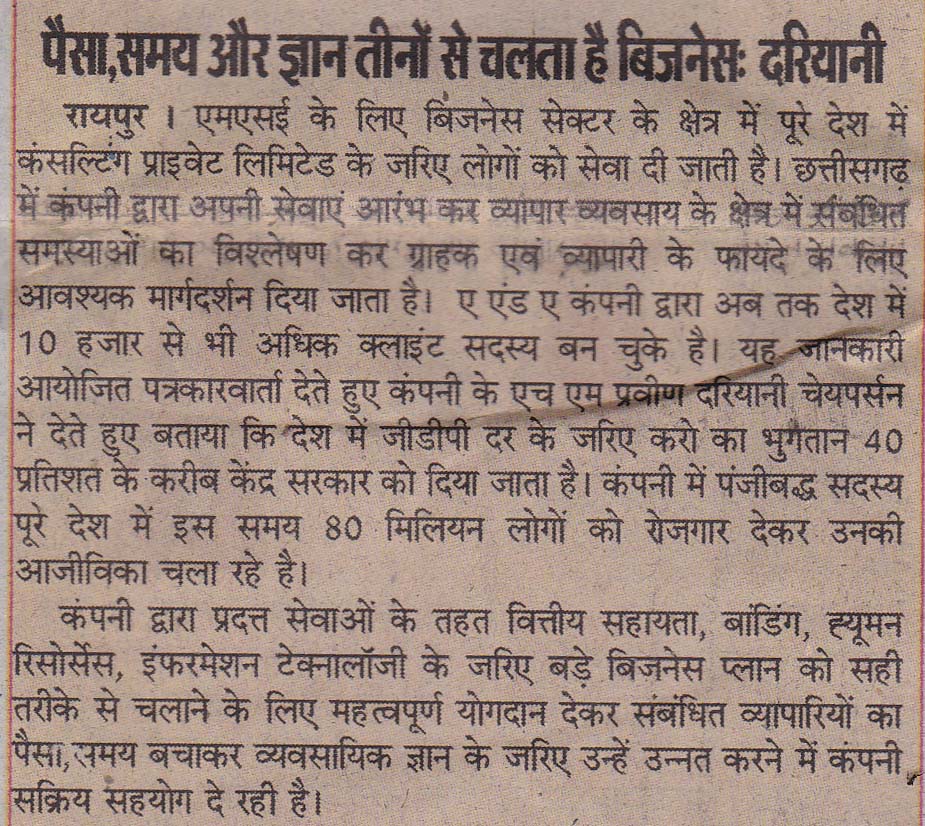 पैसा,समय और ज्ञान तीनों से चलता है बिजनेसः दरियानी
रायपुर । एमएसई के लिए बिजनेस सेक्टर के क्षेत्र में पूरे देश में
कंसल्टिंग प्राइवेट लिमिटेड के जरिए लोगों को सेवा दी जाती है। छत्तीसगढ़
में कंपनी द्वारा अपनी सेवाएं आरंभ कर व्यापार व्यवसाय के क्षेत्र में संबंधित
समस्याओं का विश्लेषण कर ग्राहक एवं व्यापारी के फायदे के लिए
आवश्यक मार्गदर्शन दिया जाता है। ए एंड ए कंपनी द्वारा अब तक देश में
10 हजार से भी अधिक क्लाइंट सदस्य बन चुके है। यह जानकारी
आयोजित पत्रकारवार्ता देते हुए कंपनी के एच एम प्रवीण दरियानी चेयपर्सन
ने देते हुए बताया कि देश में जीडीपी दर के जरिए करो का भुगतान 40
प्रतिशत के करीब केंद्र सरकार को दिया जाता है। कंपनी में पंजीबद्ध सदस्य
पूरे देश में इस समय 80 मिलियन लोगों को रोजगार देकर उनकी
आजीविका चला रहे है।
कंपनी द्वारा प्रदत्त सेवाओं के तहत वित्तीय सहायता, बांडिंग, ह्यूमन
रिसोर्सेस, इंफरमेशन टेक्नालॉजी के जरिए बड़े बिजनेस प्लान को सही
तरीके से चलाने के लिए महत्वपूर्ण योगदान देकर संबंधित व्यापारियों का
पैसा,समय बचाकर व्यवसायिक ज्ञान के जरिए उन्हें उन्नत करने में कंपनी
सक्रिय सहयोग दे रही है।